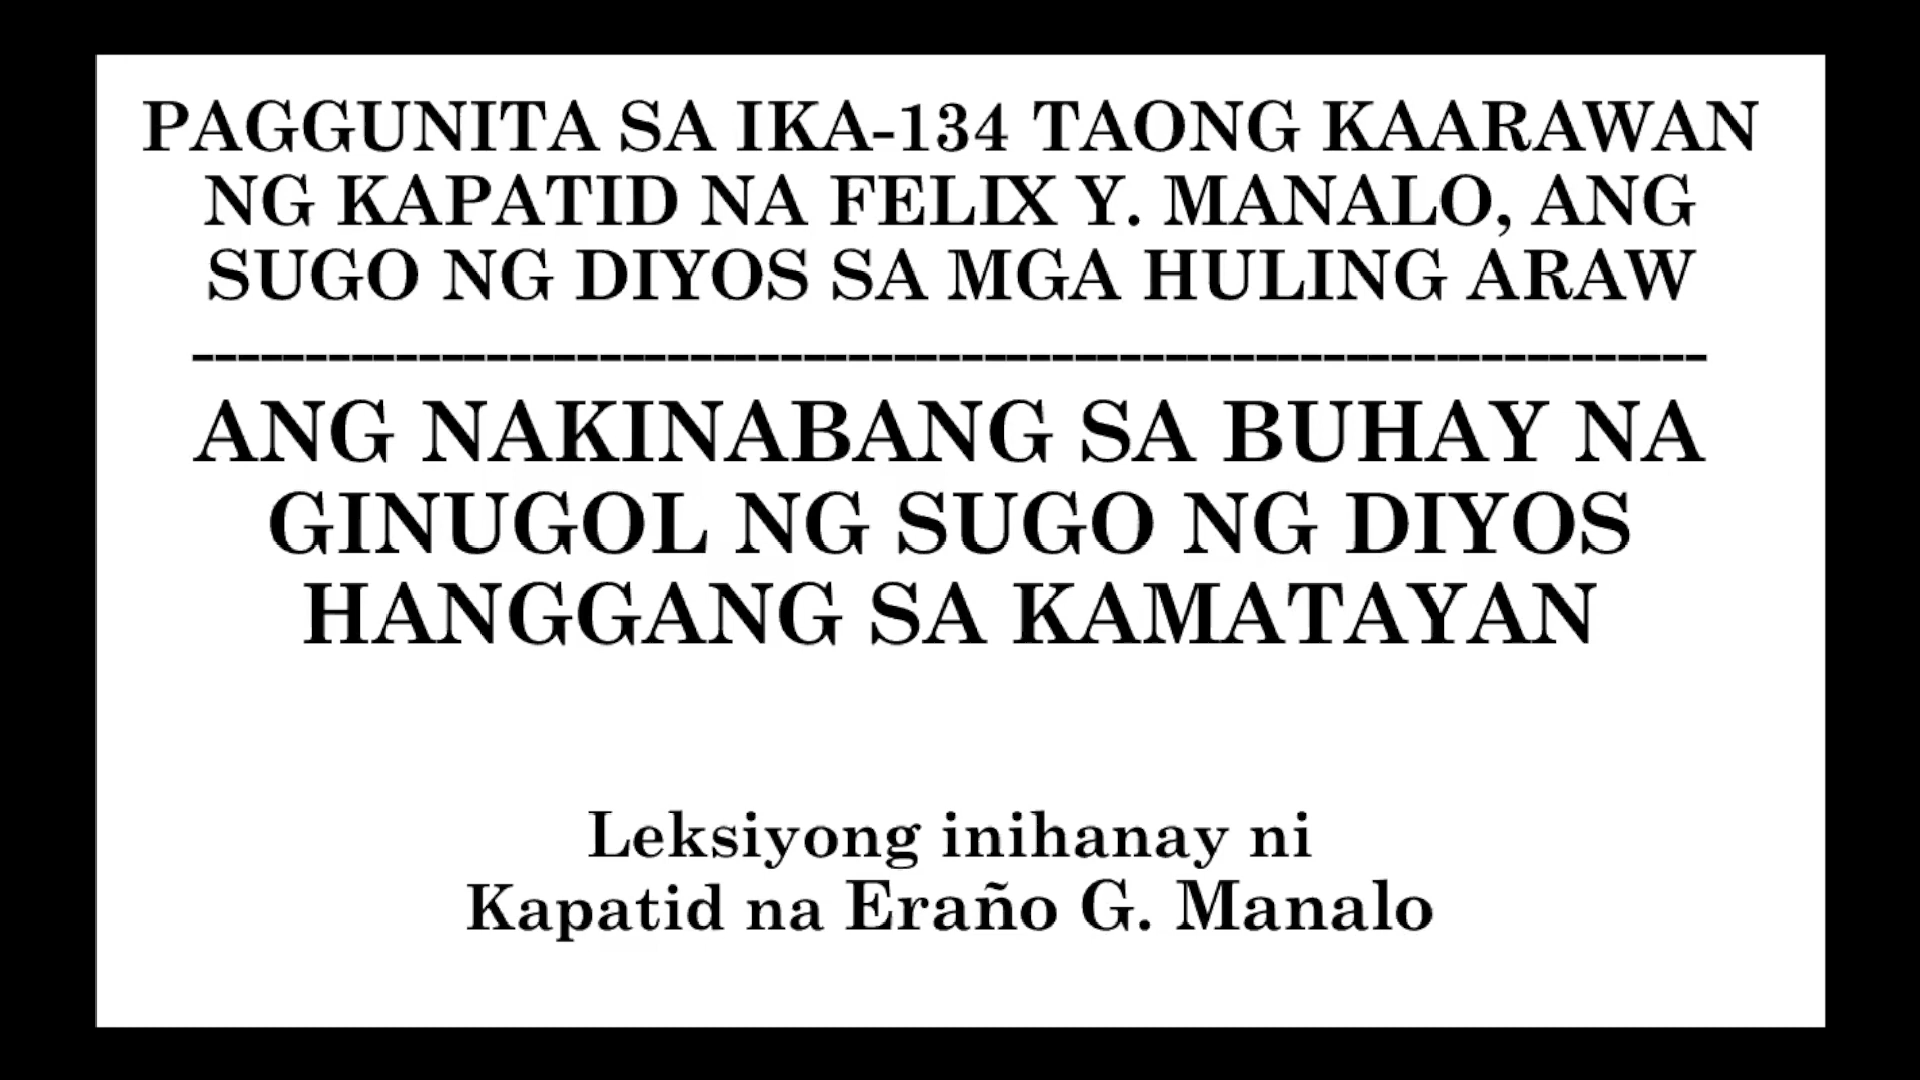 PAGGUNITA SA IKA-134 TAONG KAARAWAN
NG KAPATID NA FELIX Y. MANALO, ANG
SUGO NG DIYOS SA MGA HULING ARAW
-------------------------------------------------------------------
ANG NAKINABANG SA BUHAY NA
GINUGOL NG SUGO NG DIYOS
HANGGANG SA KAMATAYAN
Leksiyong inihanay ni
Kapatid na Eraño G. Manalo